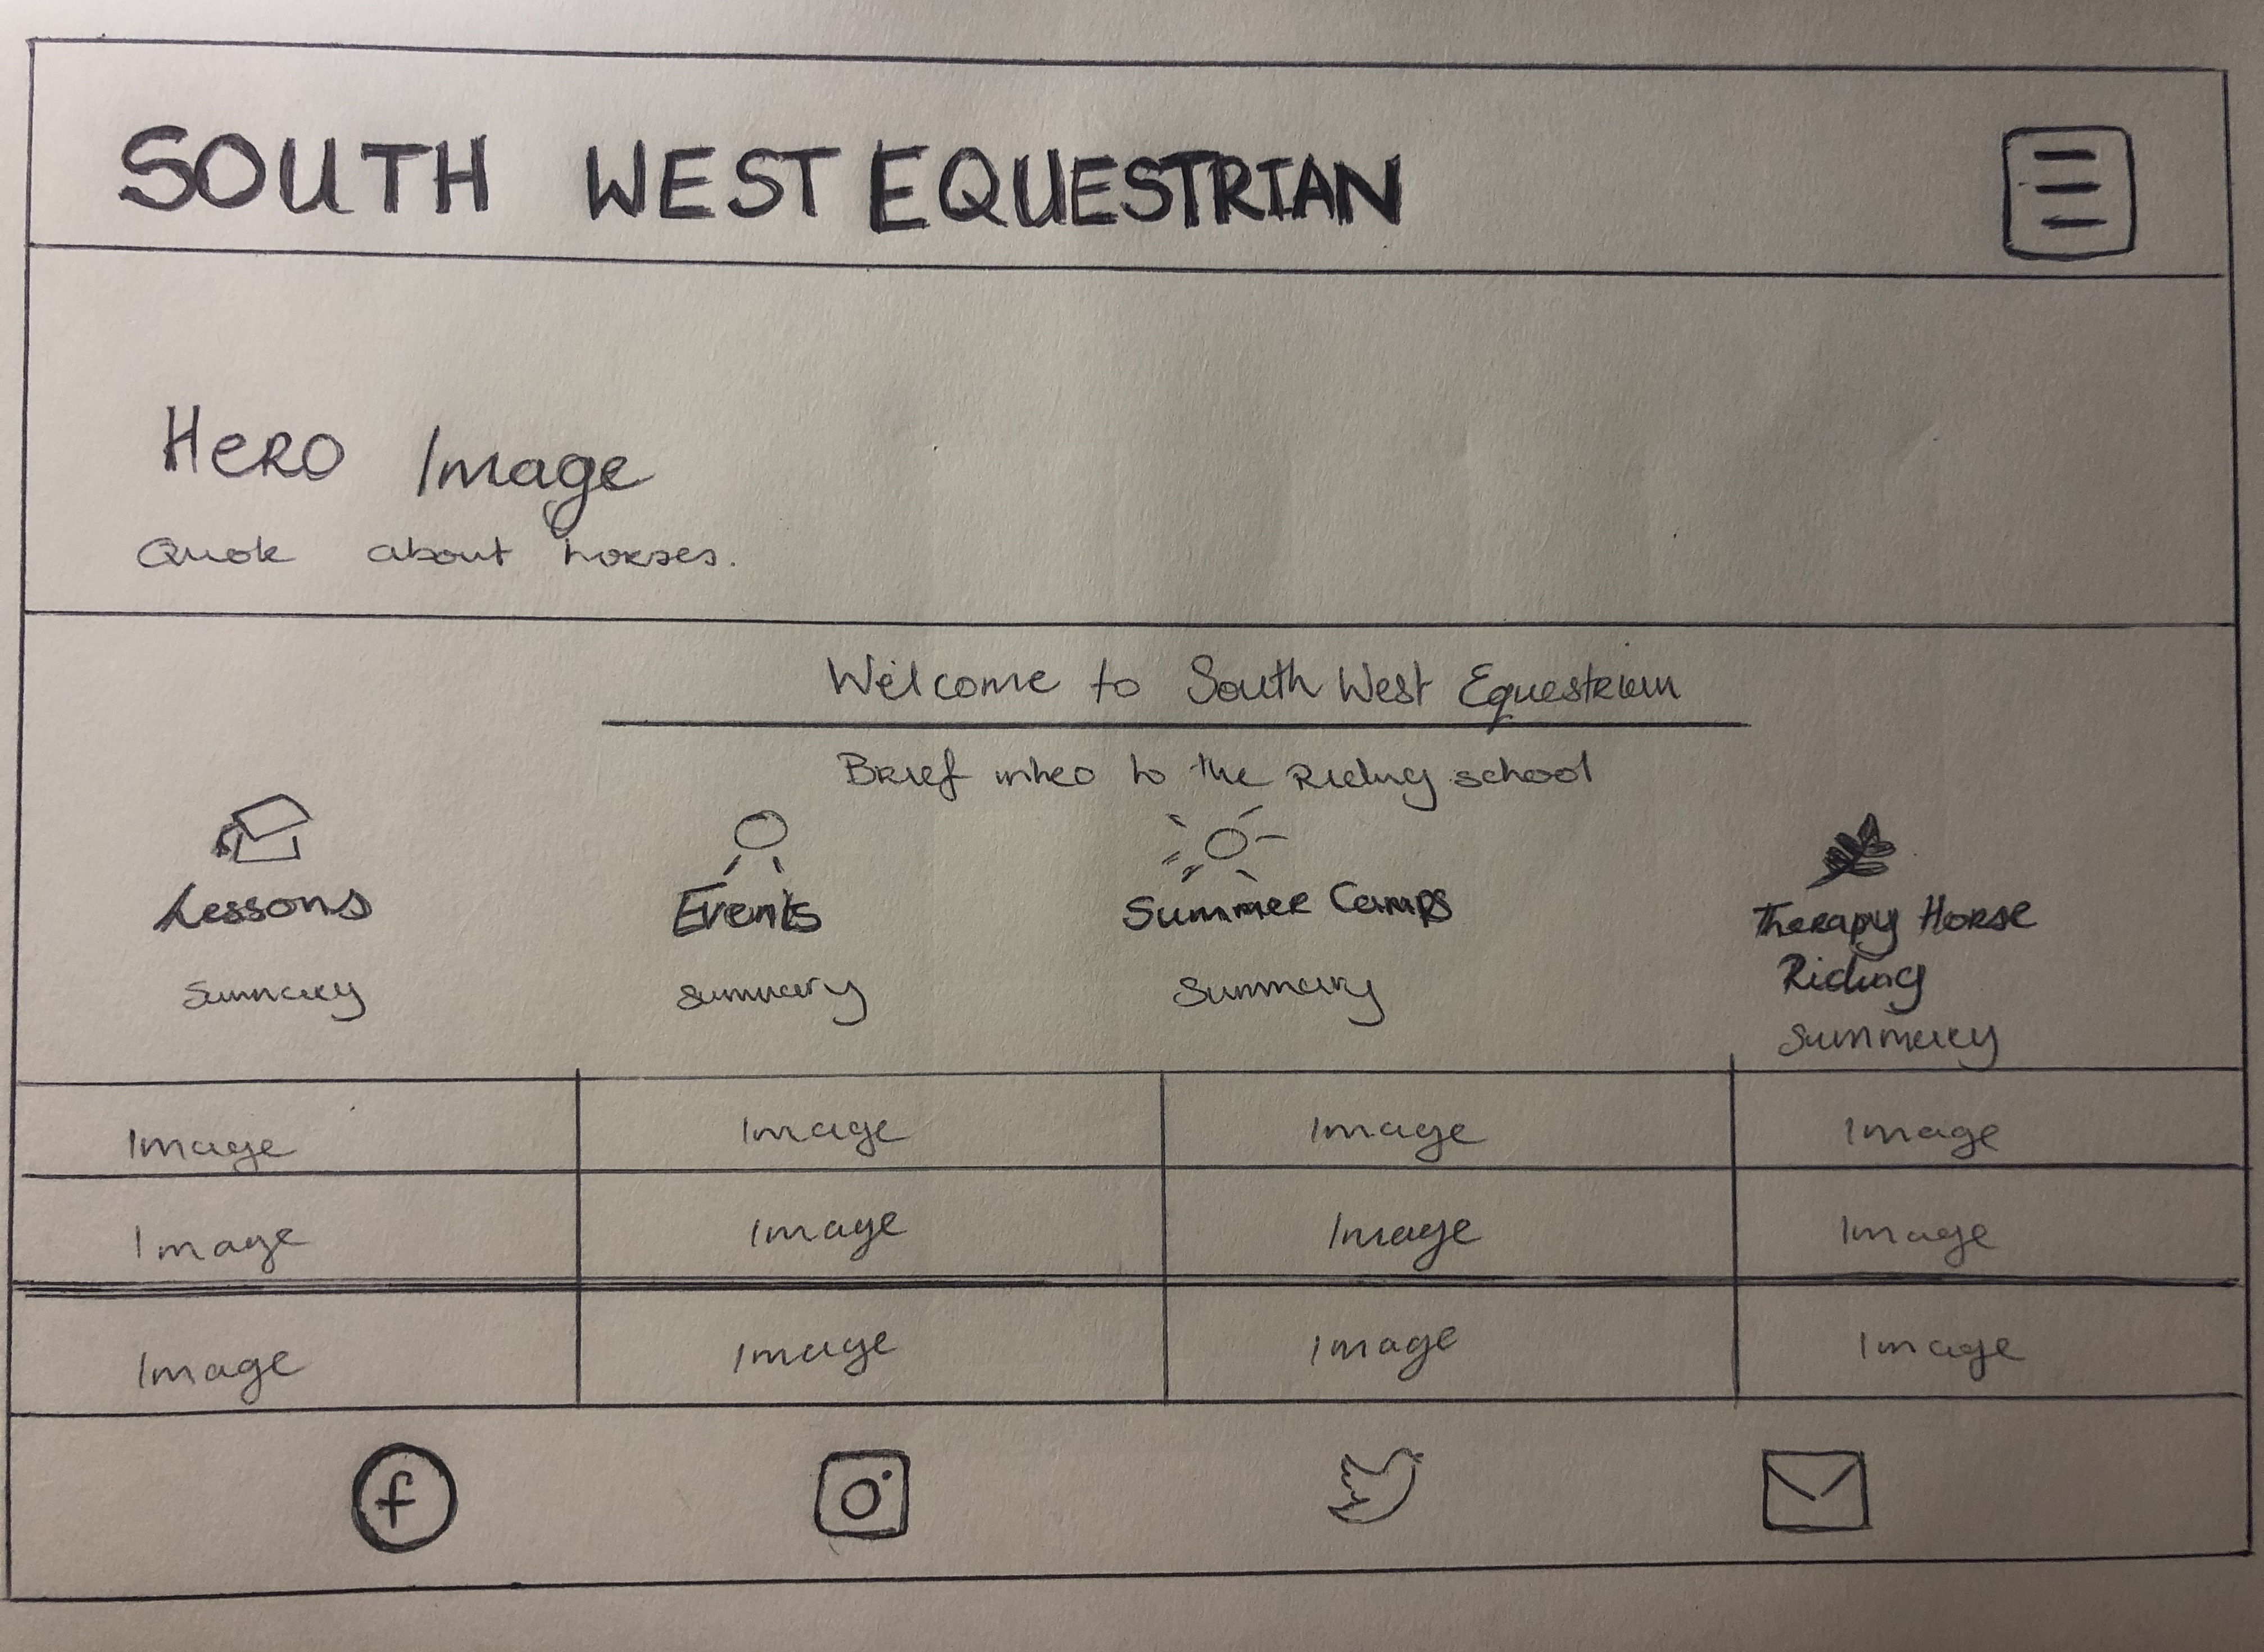 SOUTH WEST EQUESTRIAN
Hero Image
Quote about horses.
Welcome to South West Equestrian
Brief intro to the Riding school
Lessons Events Summer Camps Therapy Horse
Riding
Summary Summary Summary Summary
Image Image Image Image
Image Image Image Image
Image Image Image Image
f